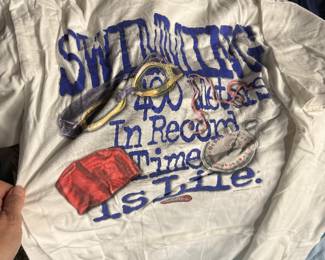 SWIMMING
400 Meters
In Record
Time
Is Life.